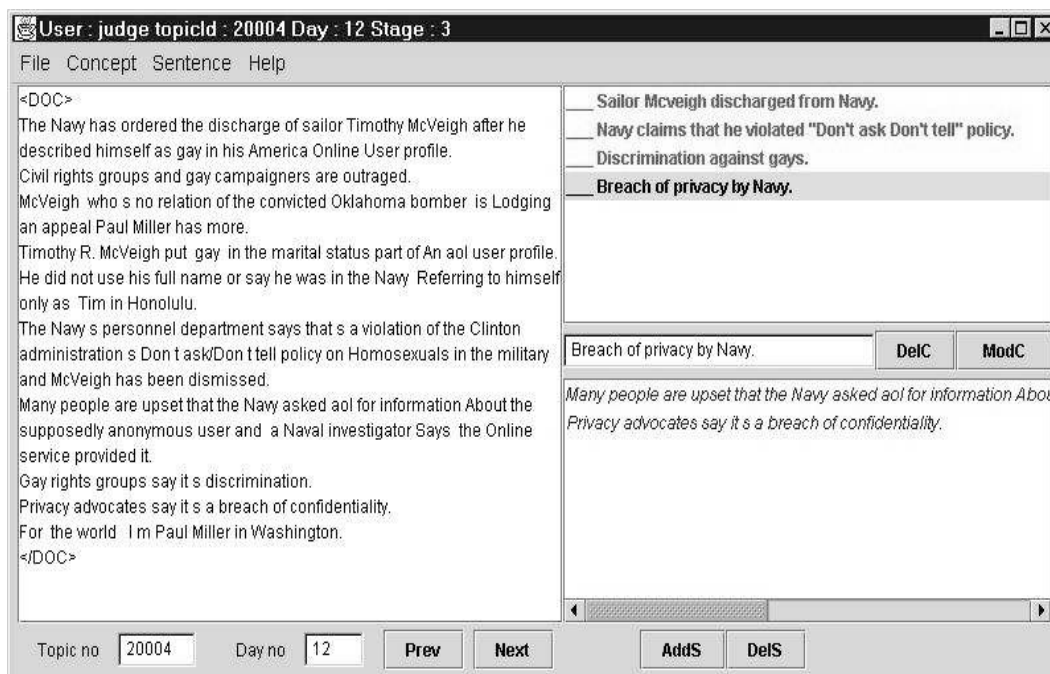 User : judge topicId : 20004 Day : 12 Stage : 3
File Concept Sentence Help
<DOC>
The Navy has ordered the discharge of sailor Timothy McVeigh after he
described himself as gay in his America Online User profile.
Civil rights groups and gay campaigners are outraged.
McVeigh who s no relation of the convicted Oklahoma bomber is Lodging
an appeal Paul Miller has more.
Timothy R. McVeigh put gay in the marital status part of An aol user profile.
He did not use his full name or say he was in the Navy Referring to himself
only as Tim in Honolulu.
The Navy s personnel department says that s a violation of the Clinton
administration s Don t ask/Don t tell policy on Homosexuals in the military
and McVeigh has been dismissed.
Many people are upset that the Navy asked aol for information About the
supposedly anonymous user and a Naval investigator Says the Online
service provided it.
Gay rights groups say it s discrimination.
Privacy advocates say it s a breach of confidentiality.
For the world I m Paul Miller in Washington.
</DOC>
___ Sailor Mcveigh discharged from Navy.
___ Navy claims that he violated "Don't ask Don't tell" policy.
___ Discrimination against gays.
___ Breach of privacy by Navy.
Breach of privacy by Navy. DelC ModC
Many people are upset that the Navy asked aol for information Abou
Privacy advocates say it s a breach of confidentiality.
Topic no 20004 Day no 12 Prev Next AddS DelS